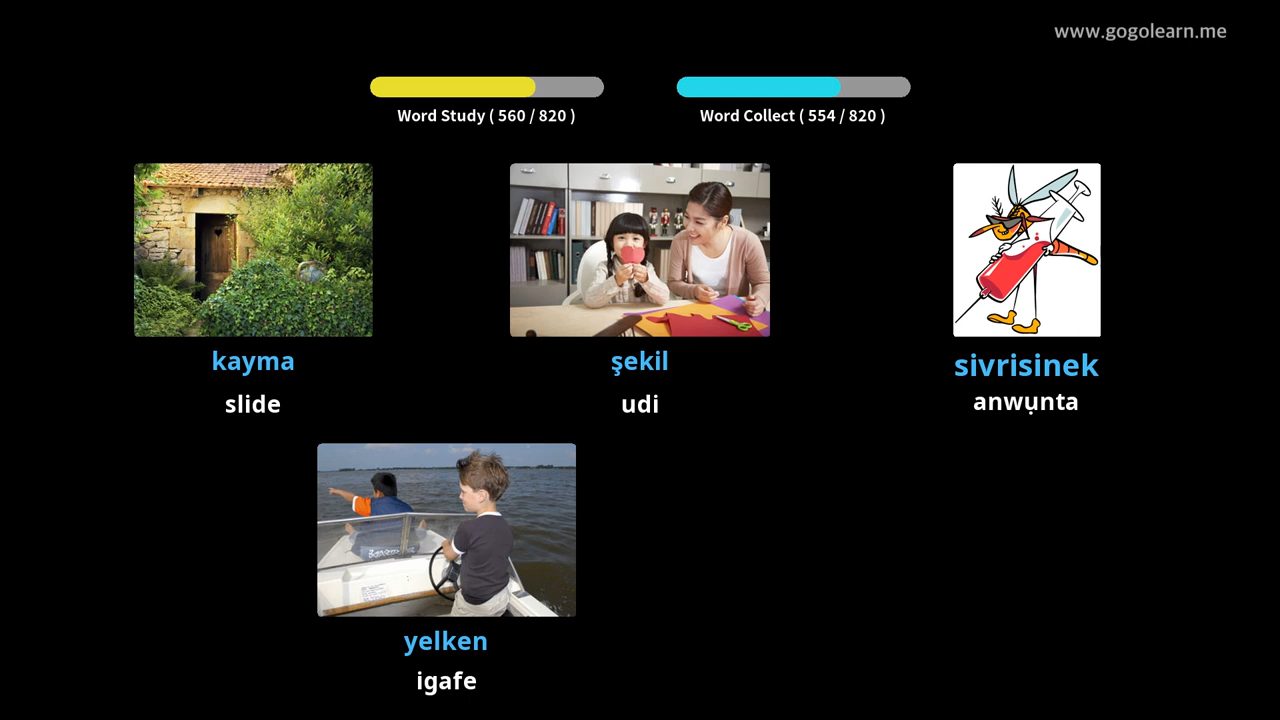 www.gogolearn.me
Word Study ( 560 / 820 )
Word Collect ( 554 / 820 )
kayma
slide
şekil
udi
sivrisinek
anwụnta
yelken
igafe